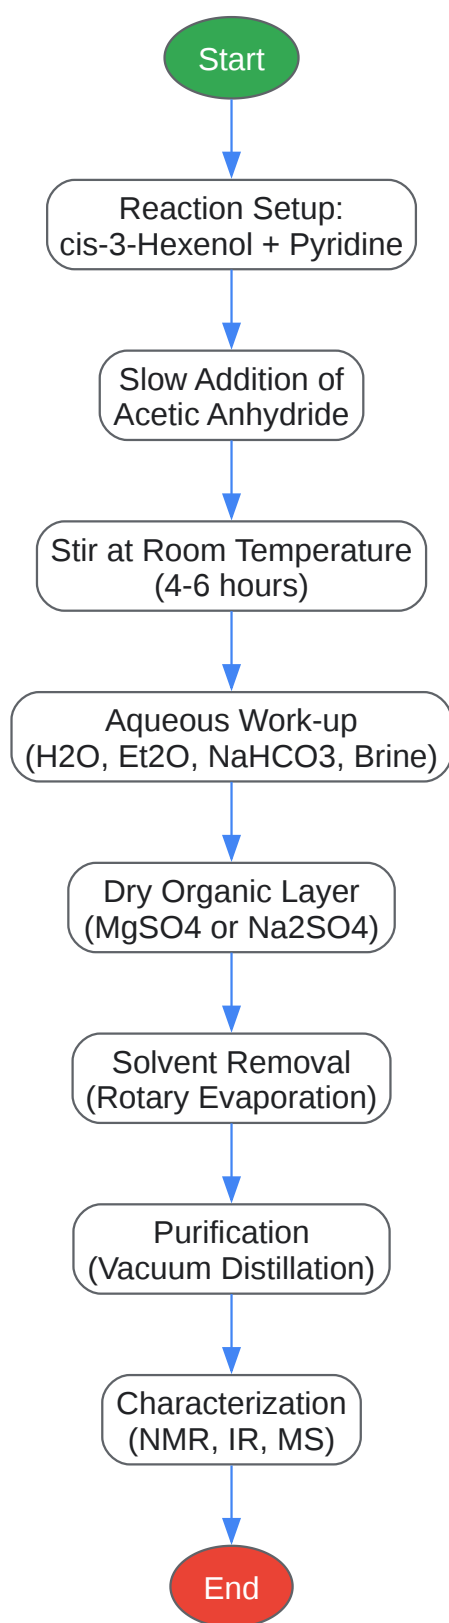 Start
Reaction Setup:
cis-3-Hexenol + Pyridine
Slow Addition of
Acetic Anhydride
Stir at Room Temperature
(4-6 hours)
Aqueous Work-up
(H2O, Et2O, NaHCO3, Brine)
Dry Organic Layer
(MgSO4 or Na2SO4)
Solvent Removal
(Rotary Evaporation)
Purification
(Vacuum Distillation)
Characterization
(NMR, IR, MS)
End